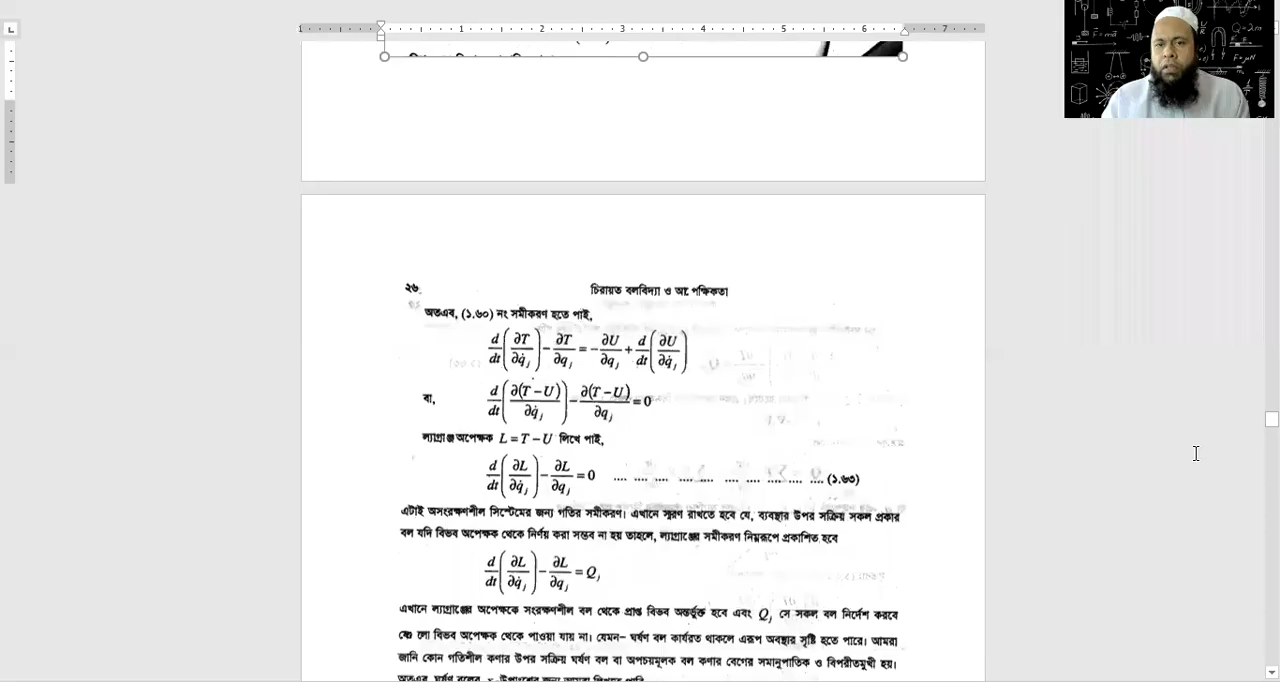 ২৬
চিরায়ত বলবিদ্যা ও আপেক্ষিকতা
অতএব, (১.৬০) নং সমীকরণ হতে পাই,
d/dt (∂T/∂q̇ⱼ) − ∂T/∂qⱼ = − ∂U/∂qⱼ + d/dt (∂U/∂q̇ⱼ)
বা, d/dt (∂(T − U)/∂q̇ⱼ) − ∂(T − U)/∂qⱼ = 0
ল্যাগ্রাঞ্জ অপেক্ষক L = T − U লিখে পাই,
d/dt (∂L/∂q̇ⱼ) − ∂L/∂qⱼ = 0 .... .... .... .... .... .... .... .... .... .... (১.৬৩)
এটাই অসংরক্ষণশীল সিস্টেমের জন্য গতির সমীকরণ। এখানে স্মরণ রাখতে হবে যে, ব্যবস্থার উপর সক্রিয় সকল প্রকার
বল যদি বিভব অপেক্ষক থেকে নির্ণয় করা সম্ভব না হয় তাহলে, ল্যাগ্রাঞ্জের সমীকরণ নিম্নরূপে প্রকাশিত হবে
d/dt (∂L/∂q̇ⱼ) − ∂L/∂qⱼ = Qⱼ
এখানে ল্যাগ্রাঞ্জের অপেক্ষকে সংরক্ষণশীল বল থেকে প্রাপ্ত বিভব অন্তর্ভুক্ত হবে এবং Qⱼ সে সকল বল নির্দেশ করবে
যেগুলো বিভব অপেক্ষক থেকে পাওয়া যায় না। যেমন– ঘর্ষণ বল কার্যরত থাকলে এরূপ অবস্থার সৃষ্টি হতে পারে। আমরা
জানি কোন গতিশীল কণার উপর সক্রিয় ঘর্ষণ বল বা অপচয়মূলক বল কণার বেগের সমানুপাতিক ও বিপরীতমুখী হয়।